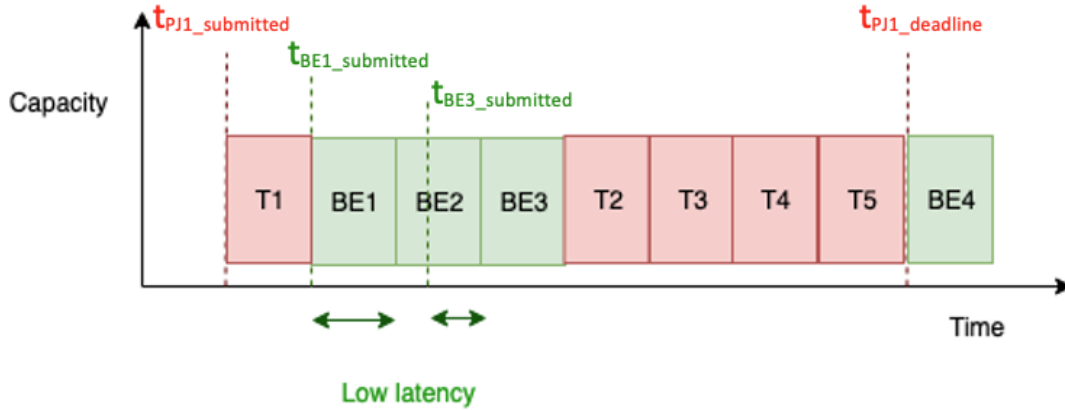 tPJ1_submitted
tPJ1_deadline
tBE1_submitted
tBE3_submitted
Capacity
T1 BE1 BE2 BE3 T2 T3 T4 T5 BE4
Time
Low latency